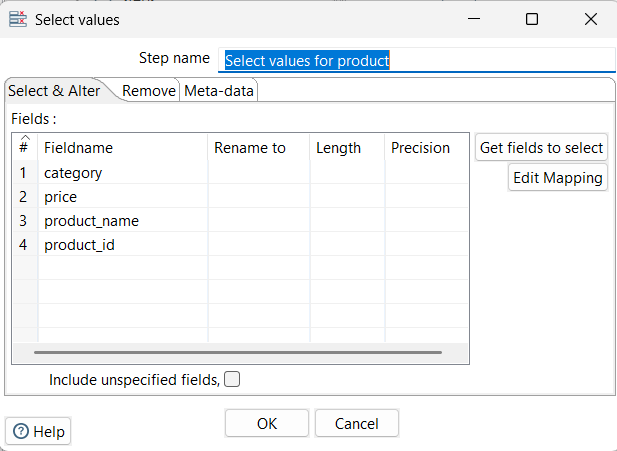 Select values
Step name Select values for product
Select & Alter Remove Meta-data
Fields :
# Fieldname Rename to Length Precision Get fields to select
1 category Edit Mapping
2 price
3 product_name
4 product_id
Include unspecified fields,
Help OK Cancel